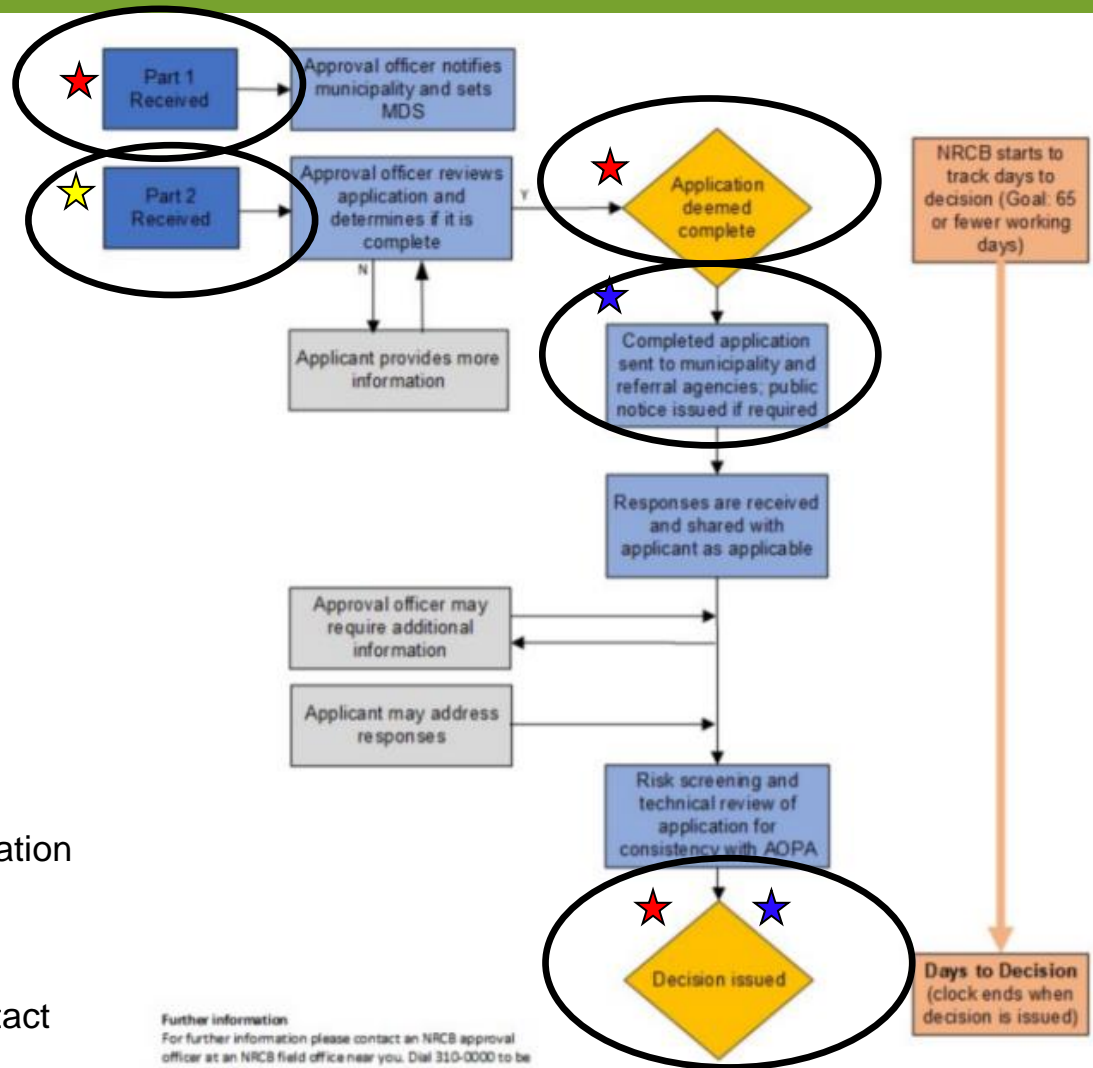 Part 1
Received
Approval officer notifies
municipality and sets
MDS
Part 2
Received
Approval officer reviews
application and
determines if it is
complete
Y
N
Applicant provides more
information
Application
deemed
complete
Completed application
sent to municipality and
referral agencies; public
notice issued if required
Responses are received
and shared with
applicant as applicable
Approval officer may
require additional
information
Applicant may address
responses
Risk screening and
technical review of
application for
consistency with AOPA
Decision issued
NRCB starts to
track days to
decision (Goal: 65
or fewer working
days)
Days to Decision
(clock ends when
decision is issued)
ation
tact
Further information
For further information please contact an NRCB approval
officer at an NRCB field office near you. Dial 310-0000 to be